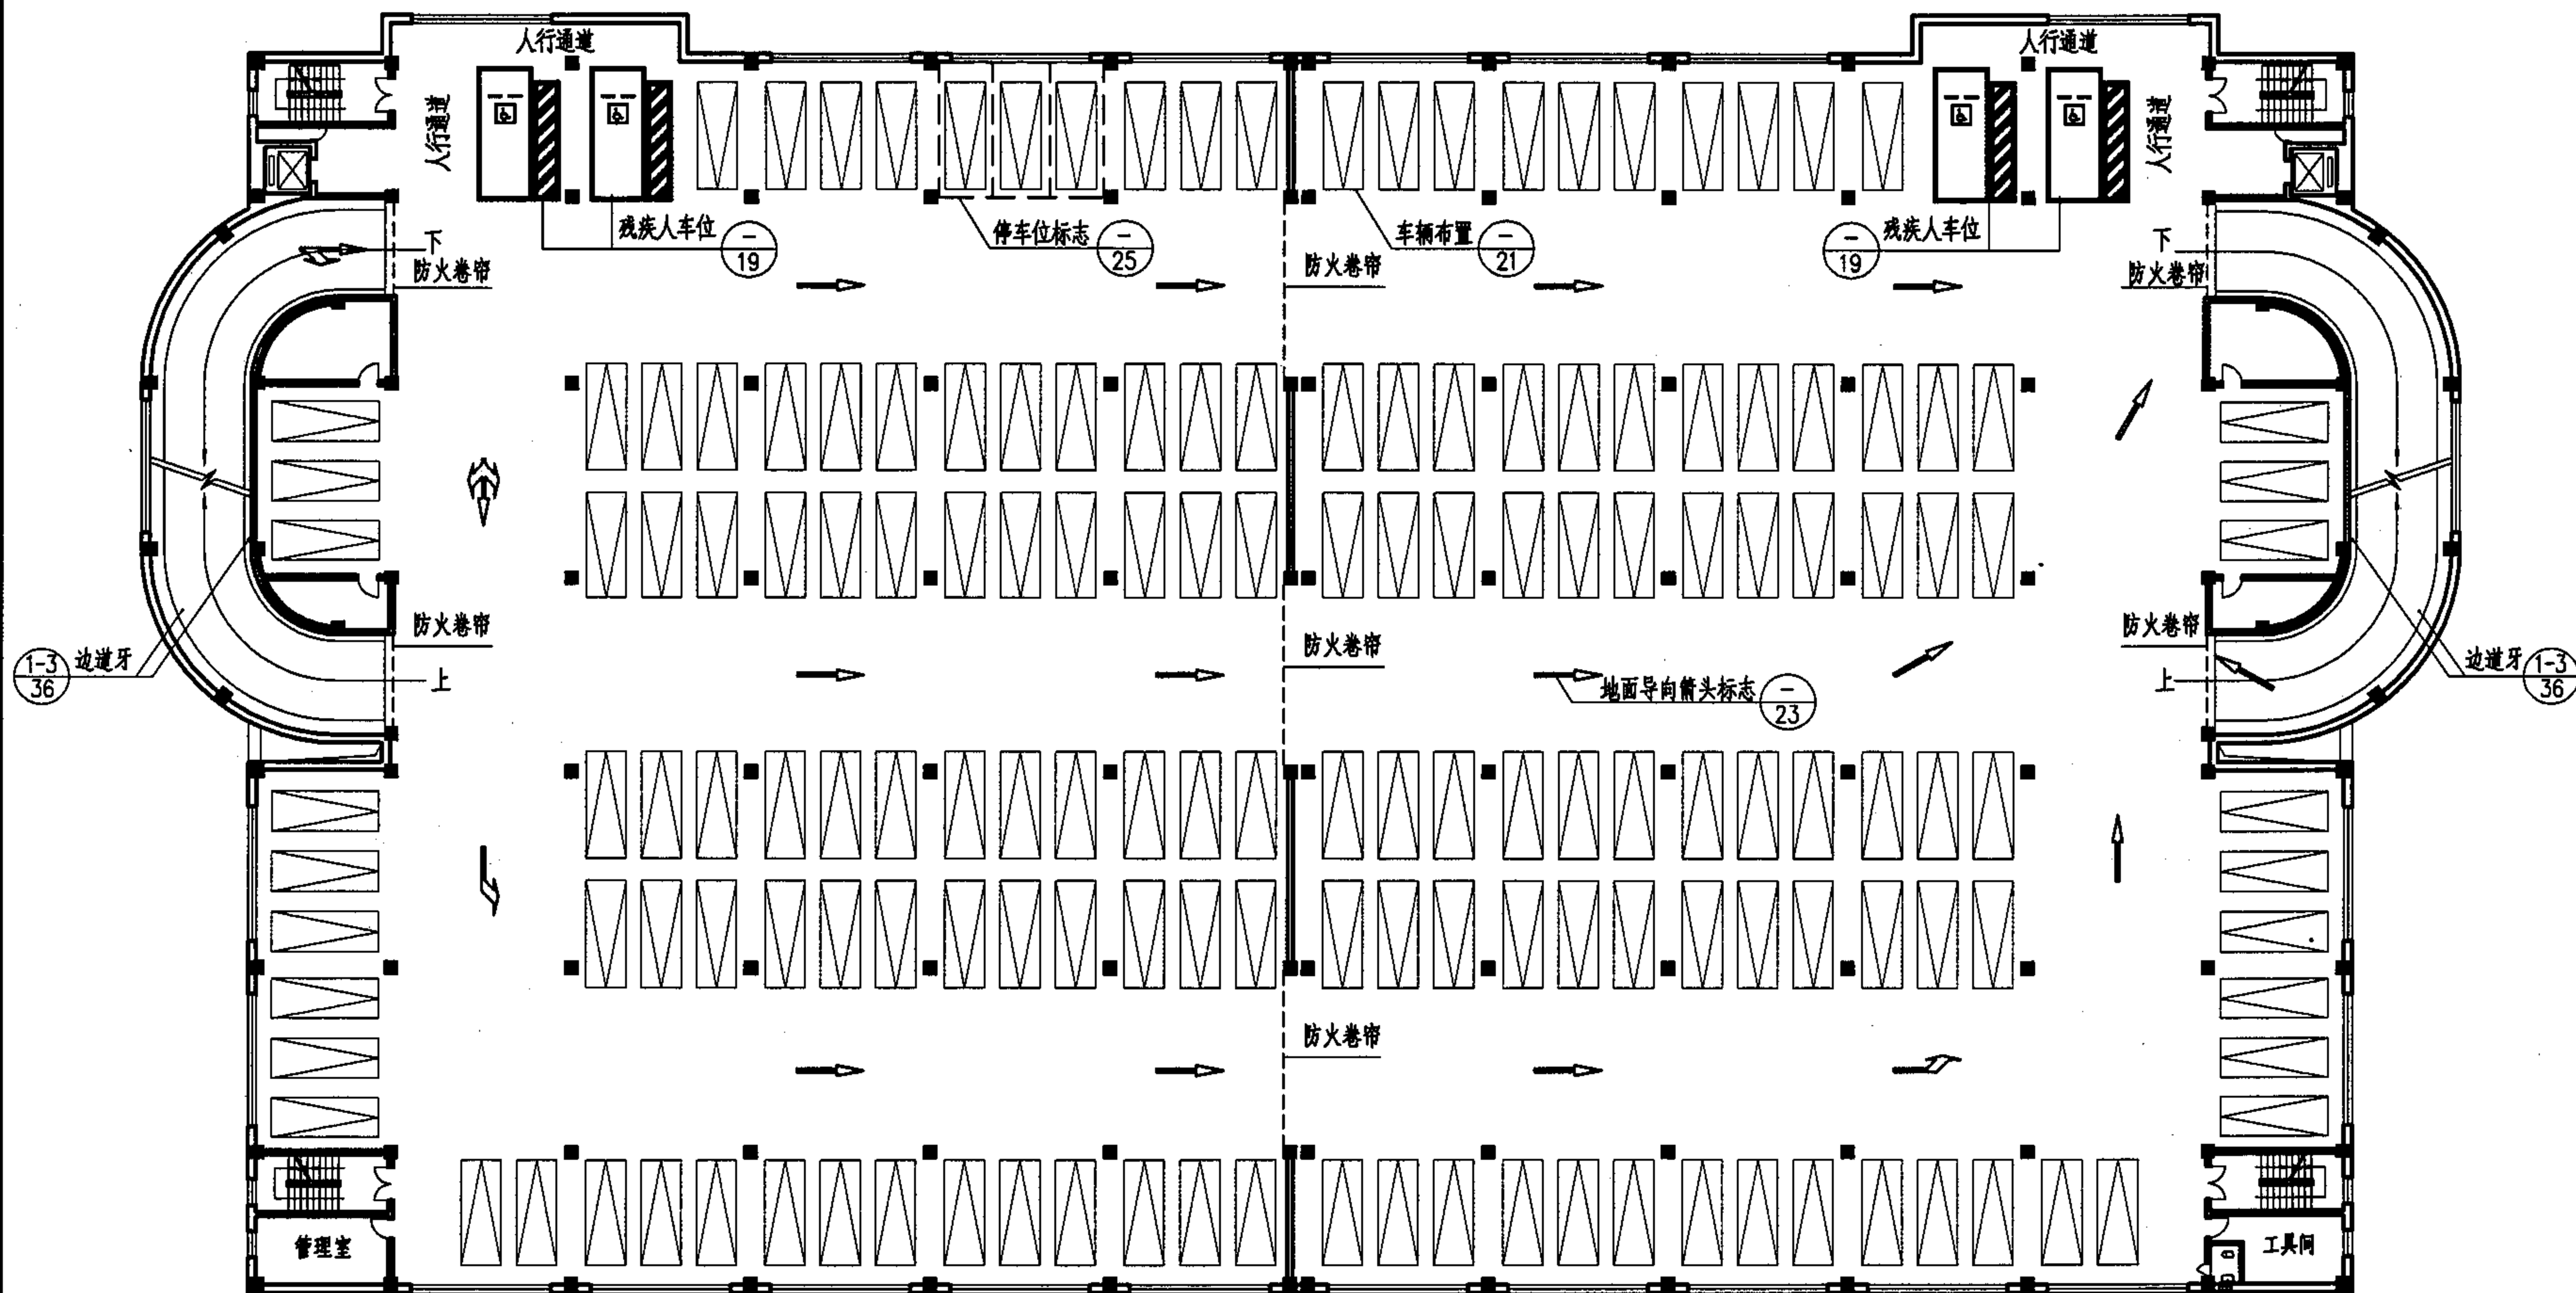 人行通道
人行通道
人行通道
人行通道
残疾人车位
—
19
停车位标志
—
25
车辆布置
—
21
—
19
残疾人车位
下
防火卷帘
防火卷帘
下
防火卷帘
防火卷帘
防火卷帘
防火卷帘
1-3
36
边道牙
上
地面导向箭头标志
—
23
上
边道牙
1-3
36
防火卷帘
管理室
工具间